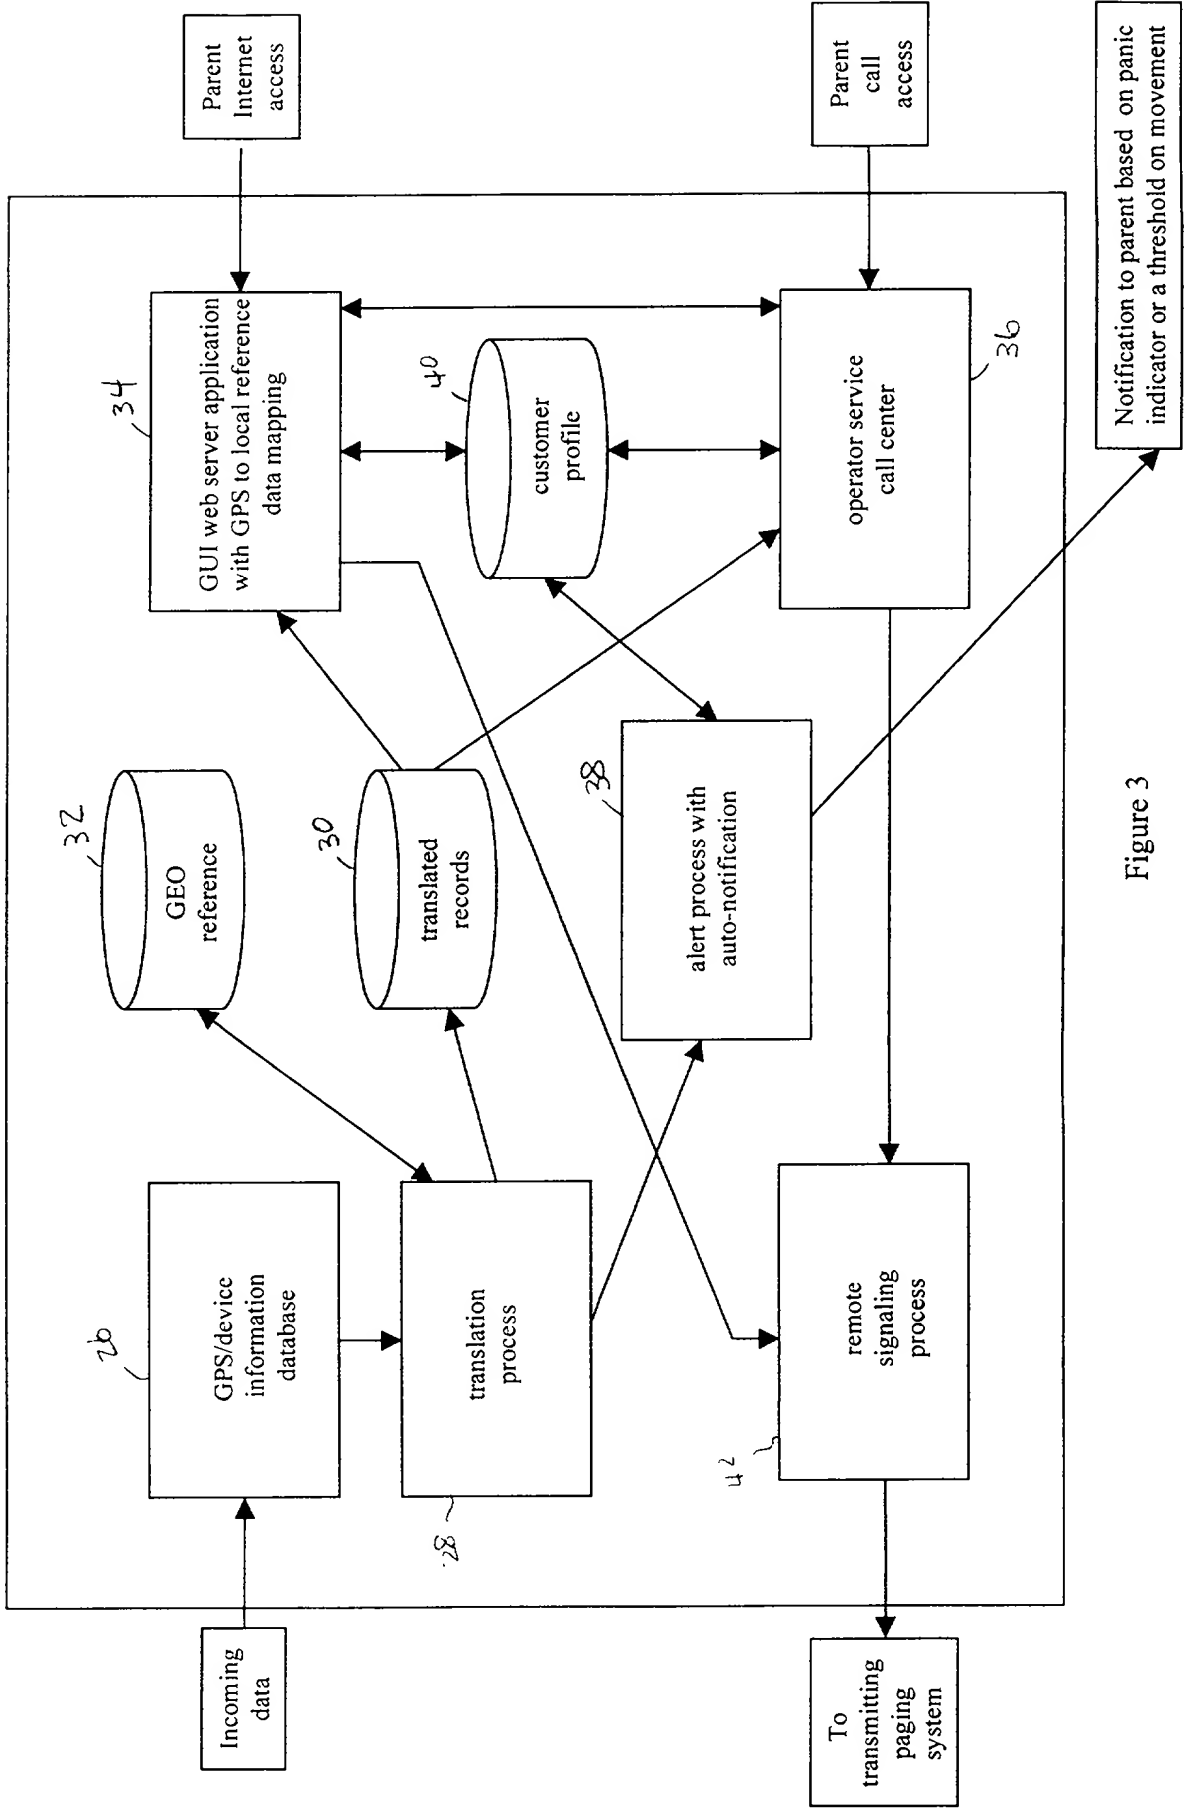 Incoming
data
26
GPS/device
information
database
32
GEO
reference
34
GUI web server application
with GPS to local reference
data mapping
Parent
Internet
access
28
translation
process
30
translated
records
40
customer
profile
38
alert process with
auto-notification
42
remote
signaling
process
36
operator service
call center
Parent
call
access
To
transmitting
paging
system
Notification to parent based on panic
indicator or a threshold on movement
Figure 3